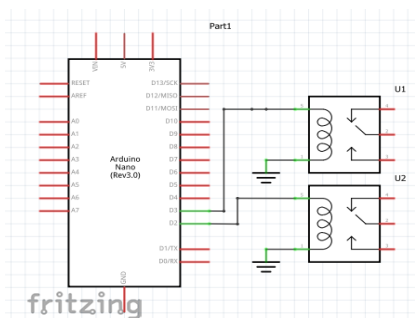 Part1
VIN
5V
3V3
RESET
AREF
A0
A1
A2
A3
A4
A5
A6
A7
D13/SCK
D12/MISO
D11/MOSI
D10
D9
D8
D7
D6
D5
D4
D3
D2
D1/TX
D0/RX
Arduino
Nano
(Rev3.0)
GND
U1
U2
fritzing